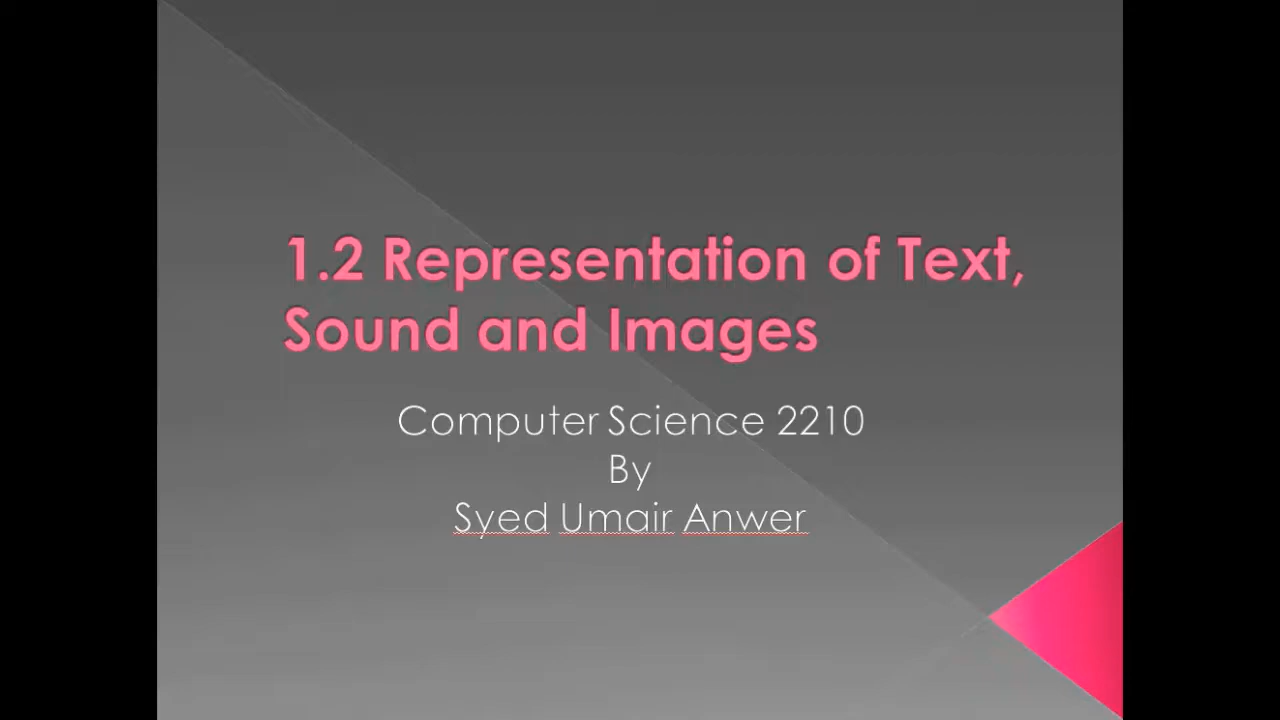 1.2 Representation of Text,
Sound and Images
Computer Science 2210
By
Syed Umair Anwer